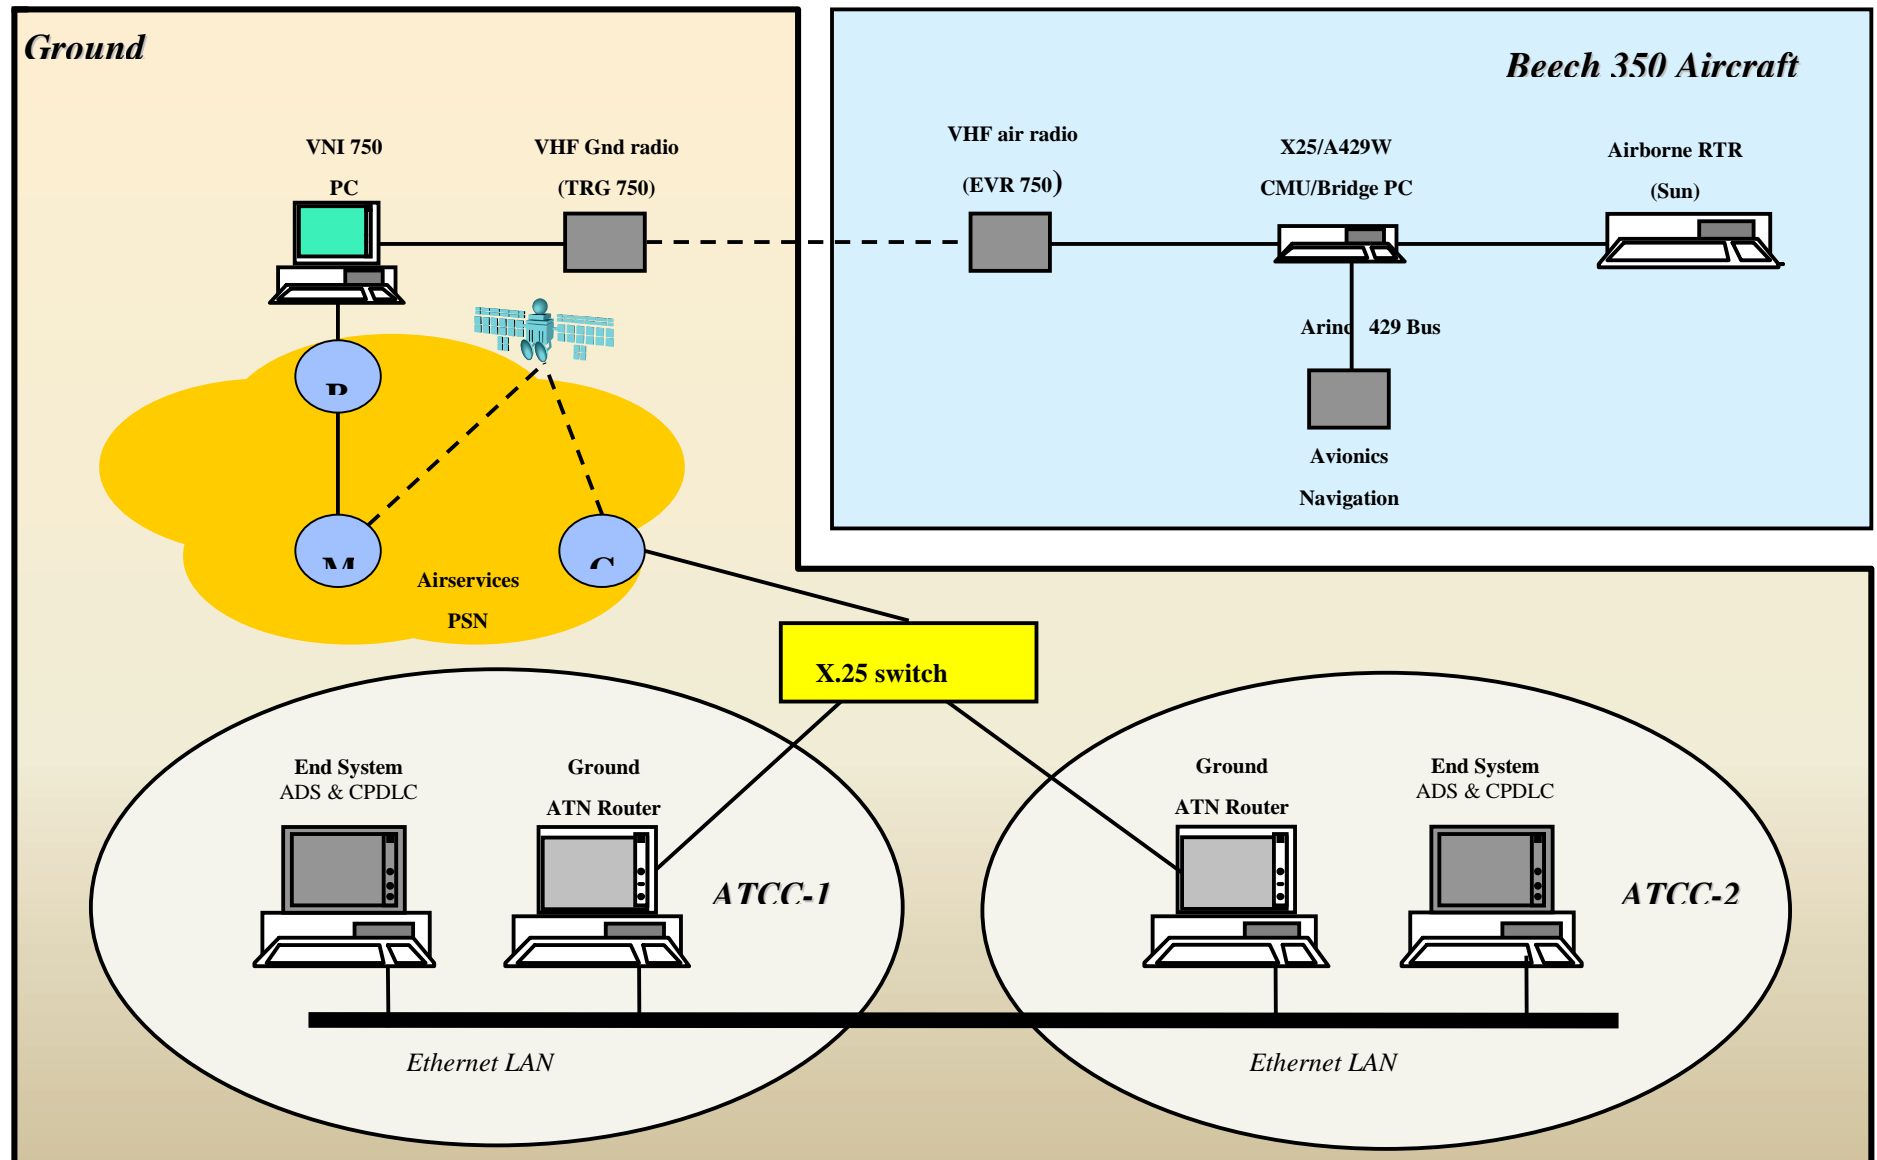 Ground
Beech 350 Aircraft
VNI 750
PC
VHF Gnd radio
(TRG 750)
VHF air radio
(EVR 750)
X25/A429W
CMU/Bridge PC
Airborne RTR
(Sun)
429 Bus
Avionics
Navigation
M
Airservices
PSN
X.25 switch
End System
ADS & CPDLC
Ground
ATN Router
ATCC-1
Ground
ATN Router
End System
ADS & CPDLC
ATCC-2
Ethernet LAN
Ethernet LAN